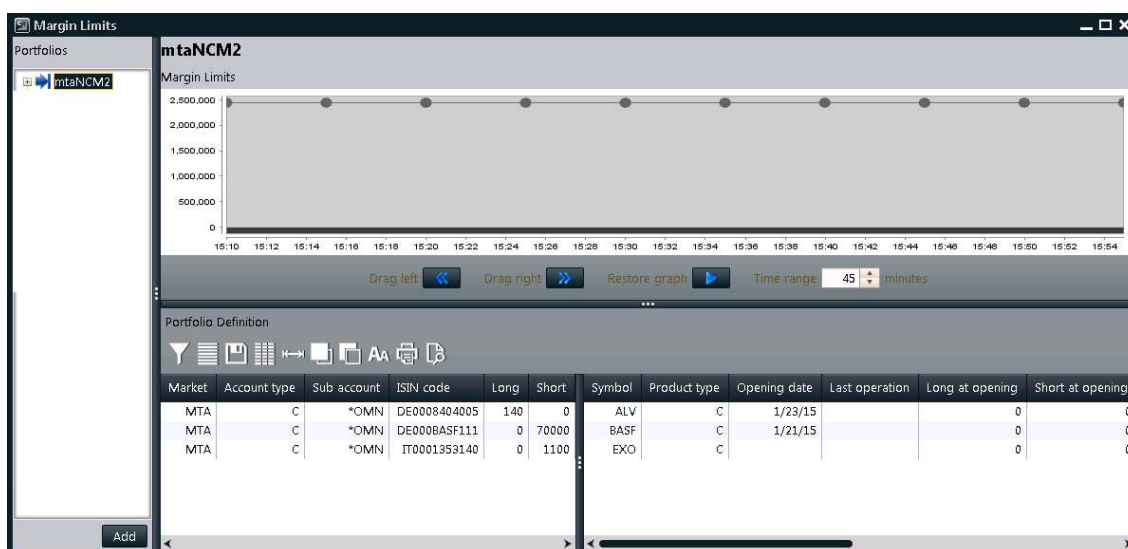 Margin Limits
Portfolios
mtaNCM2
mtaNCM2
Margin Limits
2,500,000
2,000,000
1,500,000
1,000,000
500,000
0
15:10 15:12 15:14 15:16 15:18 15:20 15:22 15:24 15:26 15:28 15:30 15:32 15:34 15:36 15:38 15:40 15:42 15:44 15:46 15:48 15:50 15:52 15:54
Drag left Drag right Restore graph Time range 45 minutes
Portfolio Definition
Market Account type Sub account ISIN code Long Short Symbol Product type Opening date Last operation Long at opening Short at opening
MTA C *OMN DE0008404005 140 0 ALV C 1/23/15 0 0
MTA C *OMN DE000BASF111 0 70000 BASF C 1/21/15 0 0
MTA C *OMN IT0001353140 0 1100 EXO C 0 0
Add